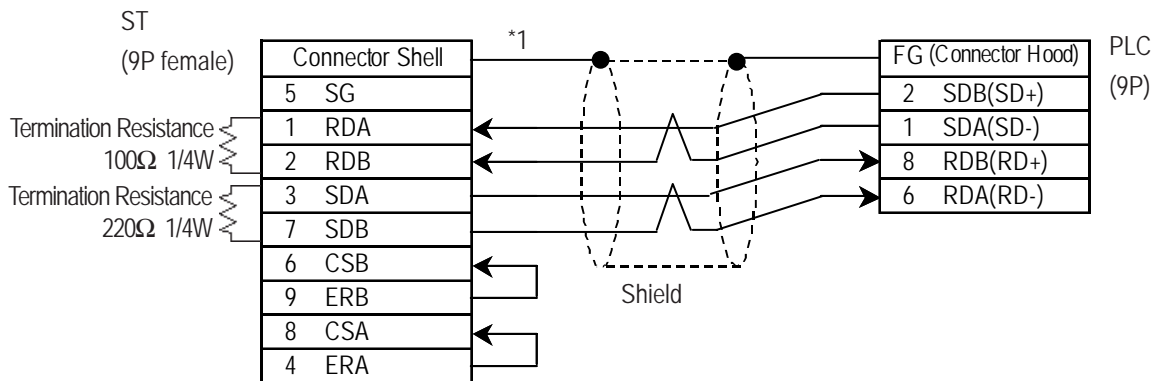 ST
(9P female)
*1
PLC
(9P)
Connector Shell
5 SG
1 RDA
2 RDB
3 SDA
7 SDB
6 CSB
9 ERB
8 CSA
4 ERA
Termination Resistance
100Ω 1/4W
Termination Resistance
220Ω 1/4W
Shield
FG (Connector Hood)
2 SDB(SD+)
1 SDA(SD-)
8 RDB(RD+)
6 RDA(RD-)